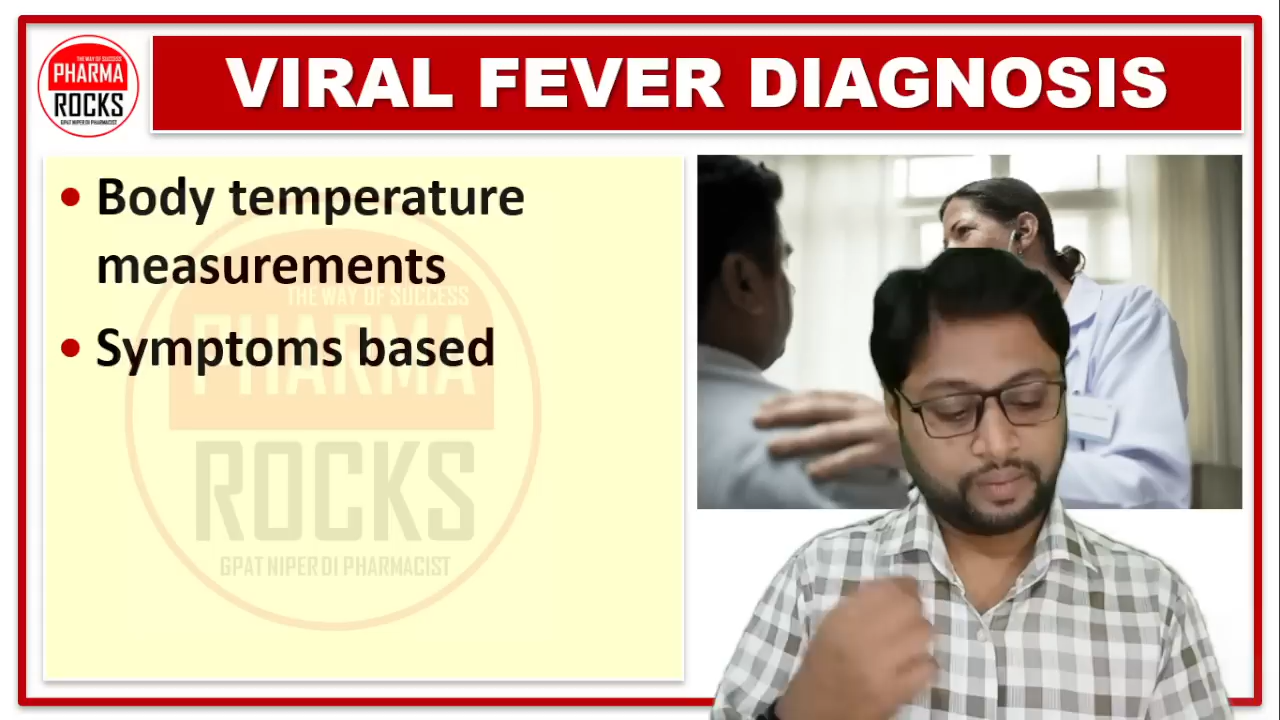 THE WAY OF SUCCESS
PHARMA
ROCKS
GPAT NIPER DI PHARMACIST
VIRAL FEVER DIAGNOSIS
• Body temperature
measurements
• Symptoms based
THE WAY OF SUCCESS
PHARMA
ROCKS
GPAT NIPER DI PHARMACIST